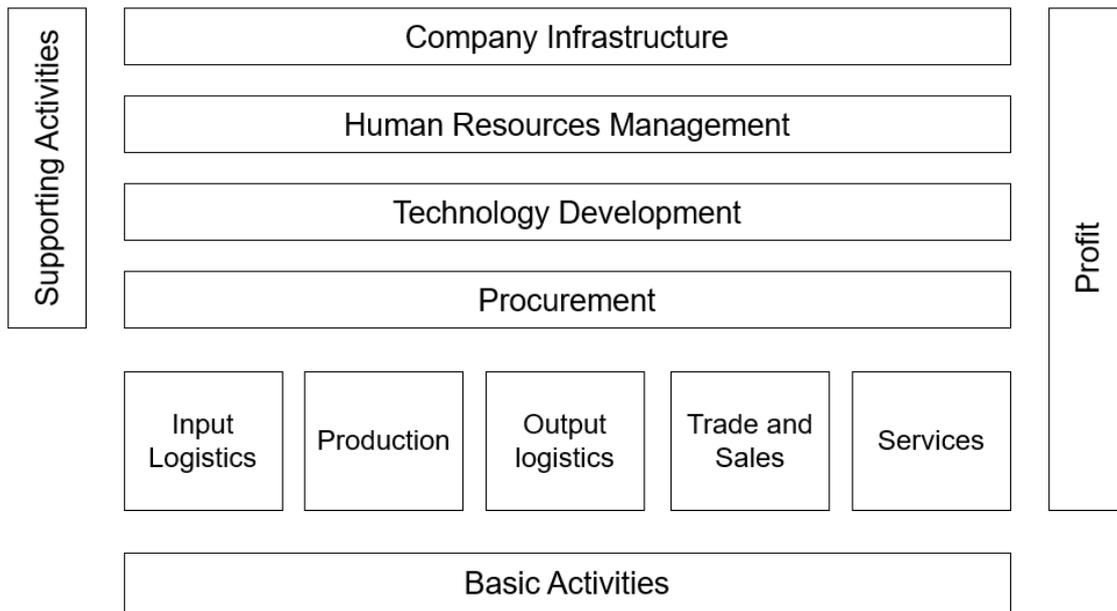 Supporting Activities
Company Infrastructure
Human Resources Management
Technology Development
Procurement
Profit
Input
Logistics
Production
Output
logistics
Trade and
Sales
Services
Basic Activities